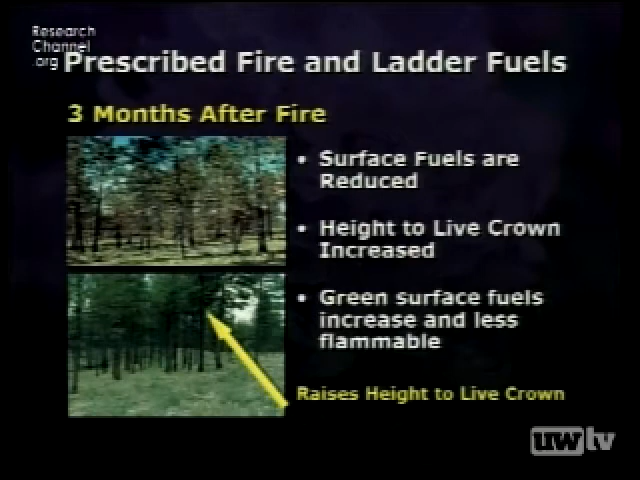 Research
Channel
.org
Prescribed Fire and Ladder Fuels
3 Months After Fire
• Surface Fuels are
Reduced
• Height to Live Crown
Increased
• Green surface fuels
increase and less
flammable
Raises Height to Live Crown
uwtv